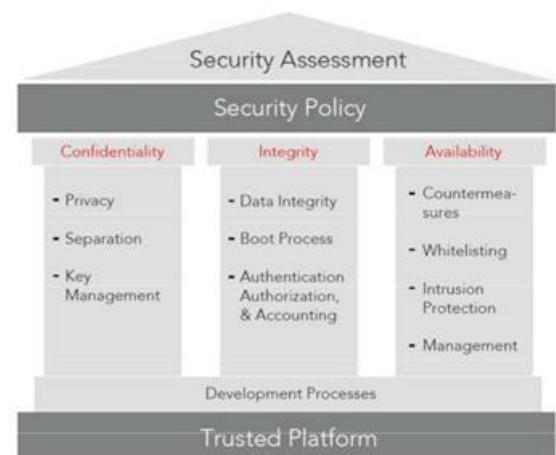 Security Assessment
Security Policy
Confidentiality
- Privacy
- Separation
- Key
Management
Integrity
- Data Integrity
- Boot Process
- Authentication
Authorization,
& Accounting
Availability
- Countermea-
sures
- Whitelisting
- Intrusion
Protection
- Management
Development Processes
Trusted Platform